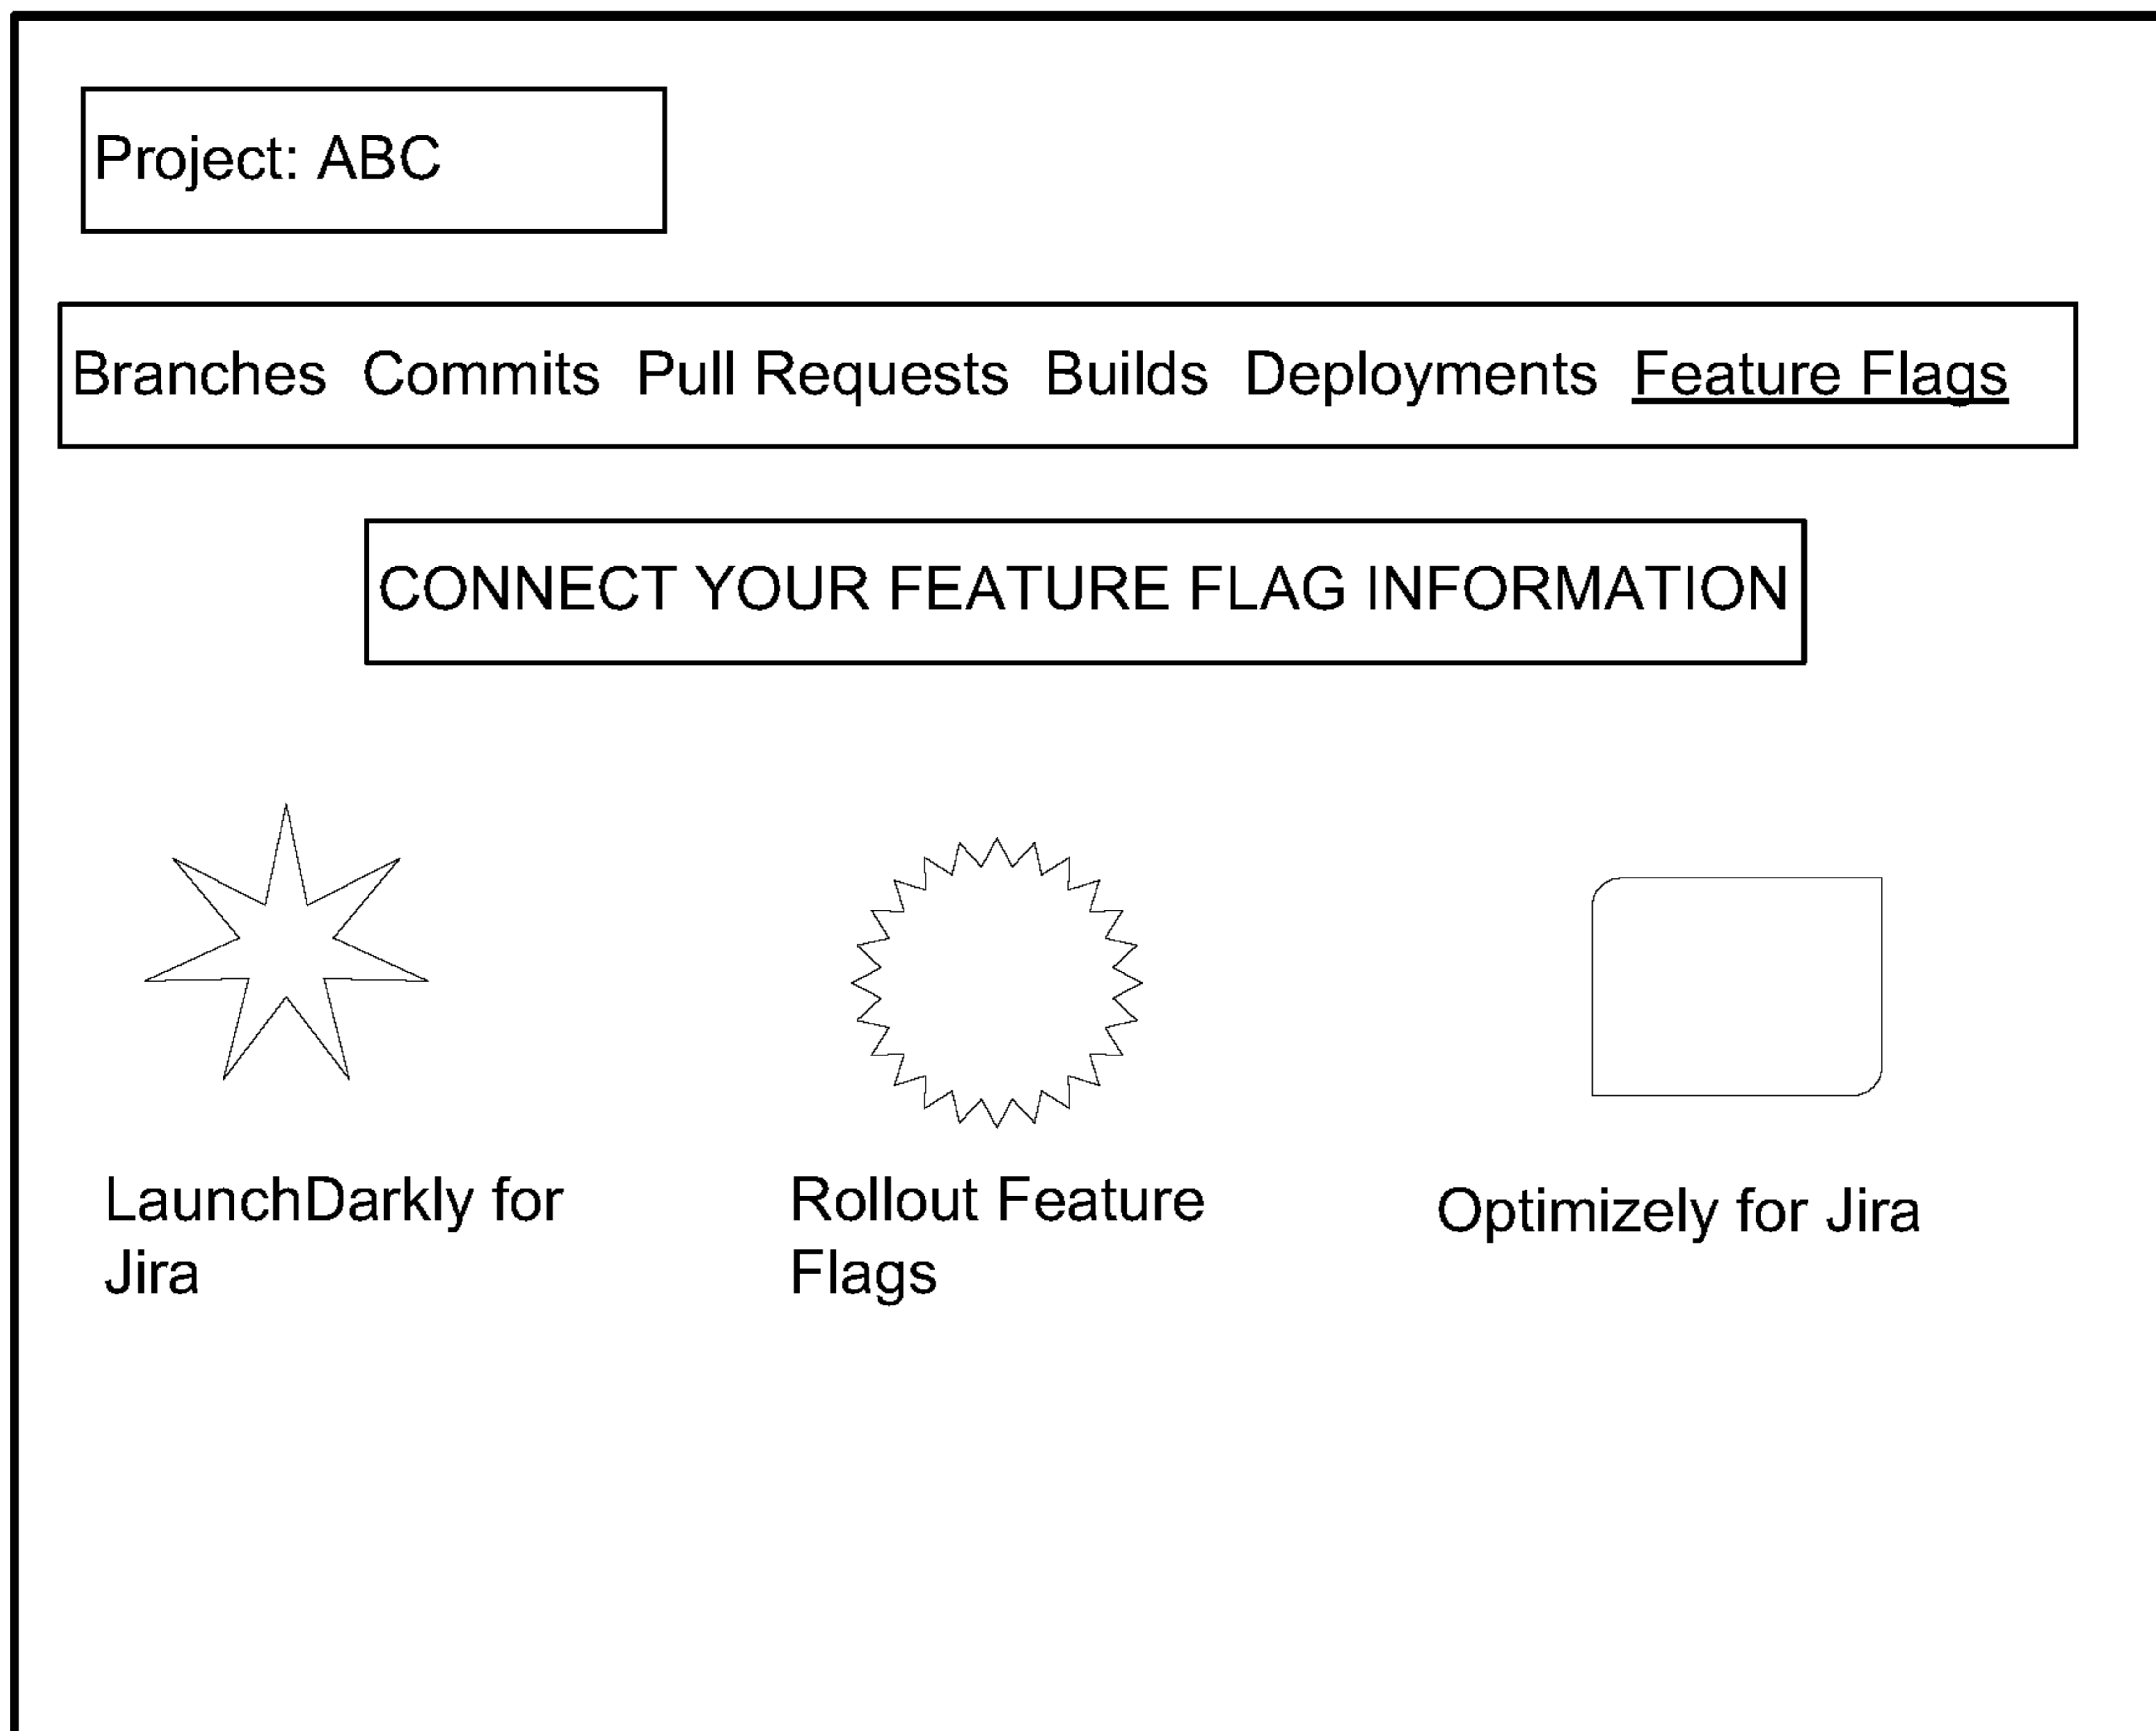 Project: ABC
Branches Commits Pull Requests Builds Deployments Feature Flags
CONNECT YOUR FEATURE FLAG INFORMATION
LaunchDarkly for
Jira
Rollout Feature
Flags
Optimizely for Jira